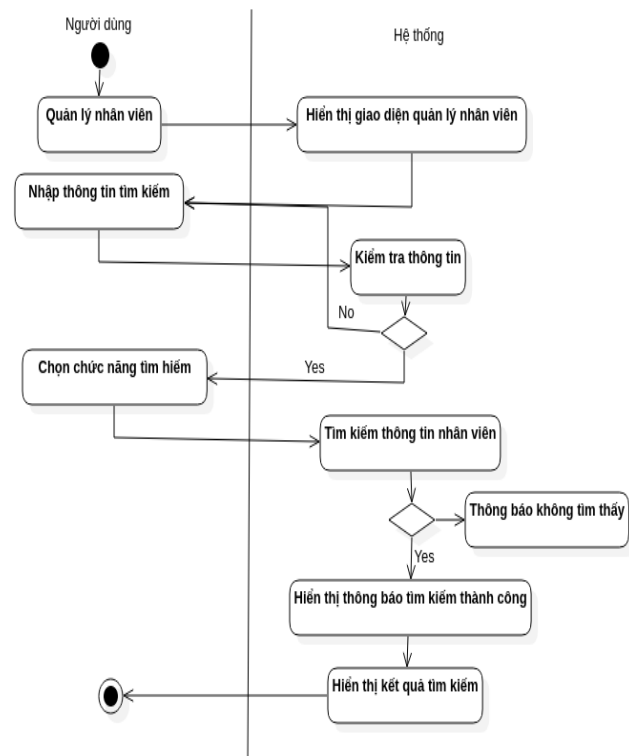 Người dùng
Hệ thống
Quản lý nhân viên
Hiển thị giao diện quản lý nhân viên
Nhập thông tin tìm kiếm
Kiểm tra thông tin
No
Yes
Chọn chức năng tìm hiếm
Tìm kiếm thông tin nhân viên
Thông báo không tìm thấy
Yes
Hiển thị thông báo tìm kiếm thành công
Hiển thị kết quả tìm kiếm